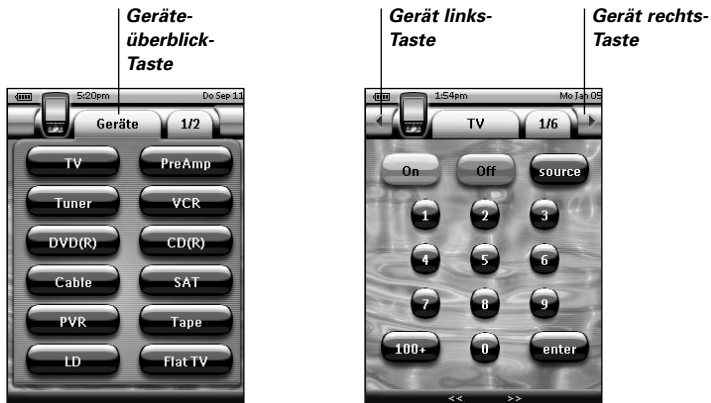 Geräte-
überblick-
Taste
5:20pm Do Sep 11
Geräte 1/2
TV PreAmp
Tuner VCR
DVD(R) CD(R)
Cable SAT
PVR Tape
LD Flat TV
Gerät links-
Taste
Gerät rechts-
Taste
1:54pm Mo Jan 05
TV 1/6
On Off source
1 2 3
4 5 6
7 8 9
100+ 0 enter
<< >>